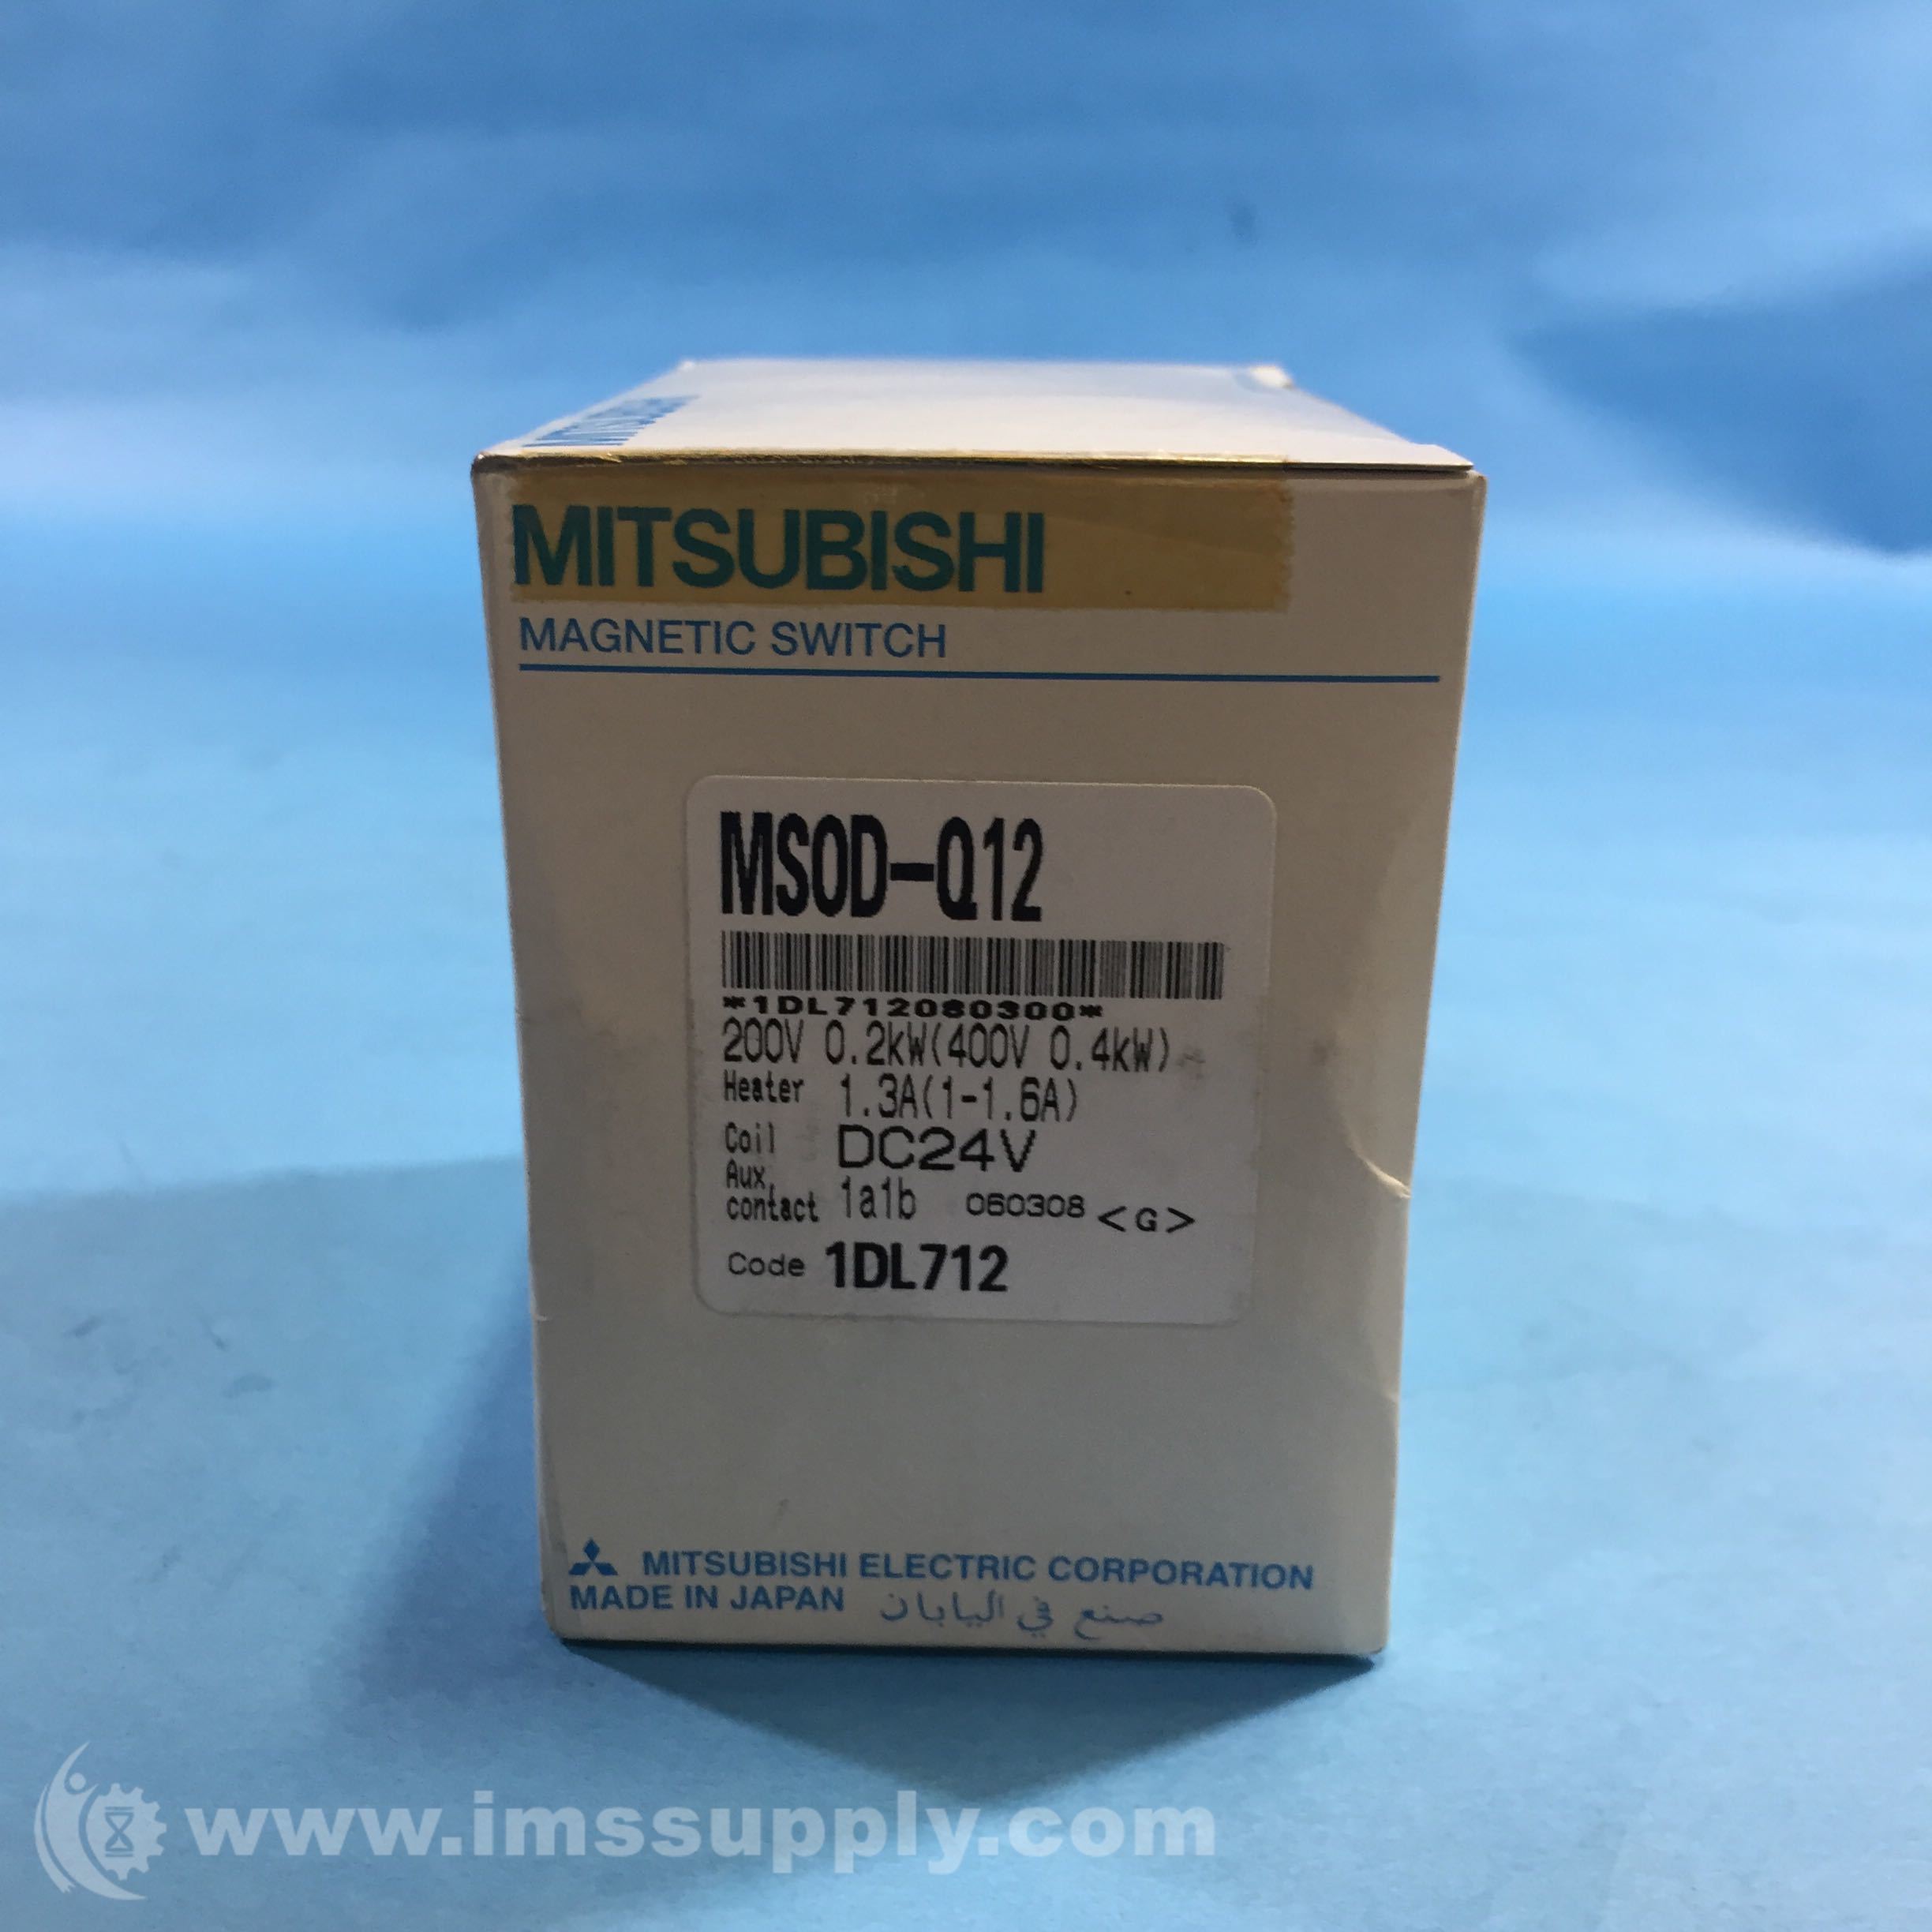 MITSUBISHI
MITSUBISHI
MAGNETIC SWITCH
MSOD-Q12
*1DL712080300*
200V 0.2kW(400V 0.4kW)
Heater 1.3A(1-1.6A)
Coil DC24V
Aux. contact 1a1b 060308 <G>
Code 1DL712
MITSUBISHI ELECTRIC CORPORATION
MADE IN JAPAN صنع في اليابان
www.imssupply.com